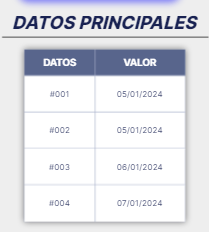 DATOS PRINCIPALES
DATOS VALOR
#001 05/01/2024
#002 05/01/2024
#003 06/01/2024
#004 07/01/2024